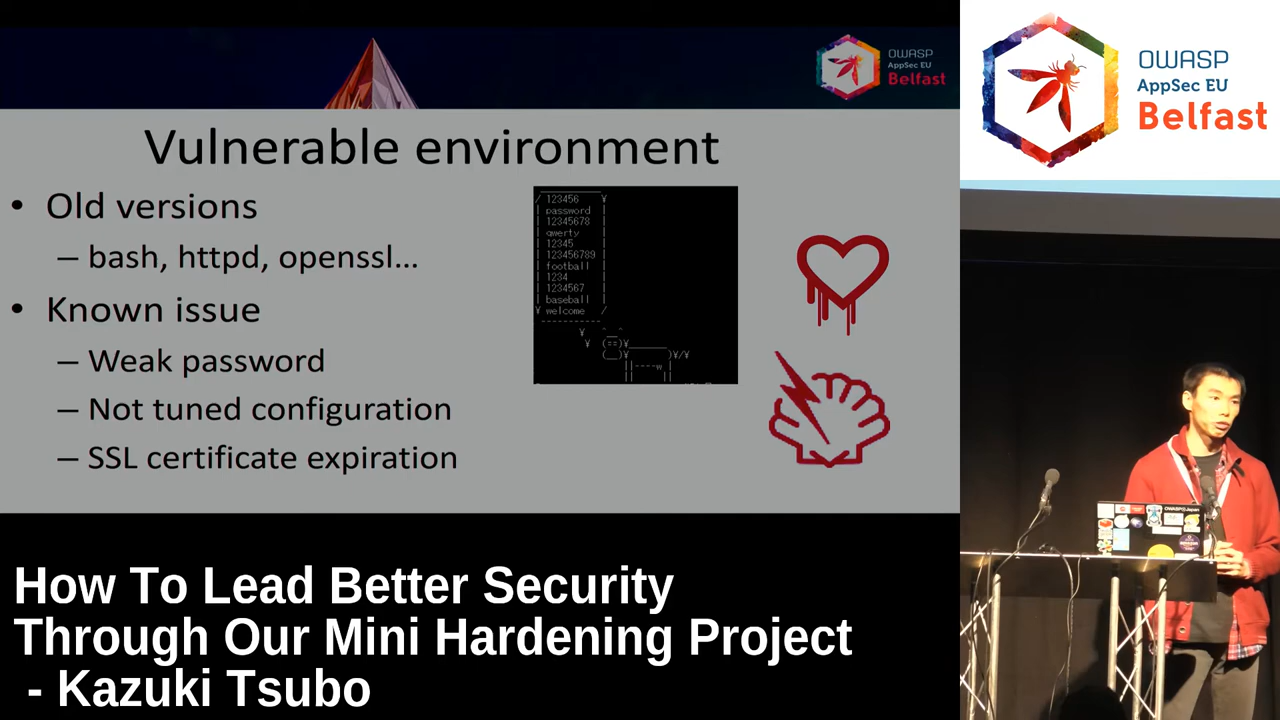 OWASP
AppSec EU
Belfast
OWASP
AppSec EU
Belfast
Vulnerable environment
• Old versions
– bash, httpd, openssl...
• Known issue
– Weak password
– Not tuned configuration
– SSL certificate expiration
/ 123456 ¥
| password |
| 12345678 |
| qwerty |
| 12345 |
| 123456789 |
| football |
| 1234 |
| 1234567 |
| baseball |
¥ welcome /
OWASP Japan
How To Lead Better Security
Through Our Mini Hardening Project
- Kazuki Tsubo